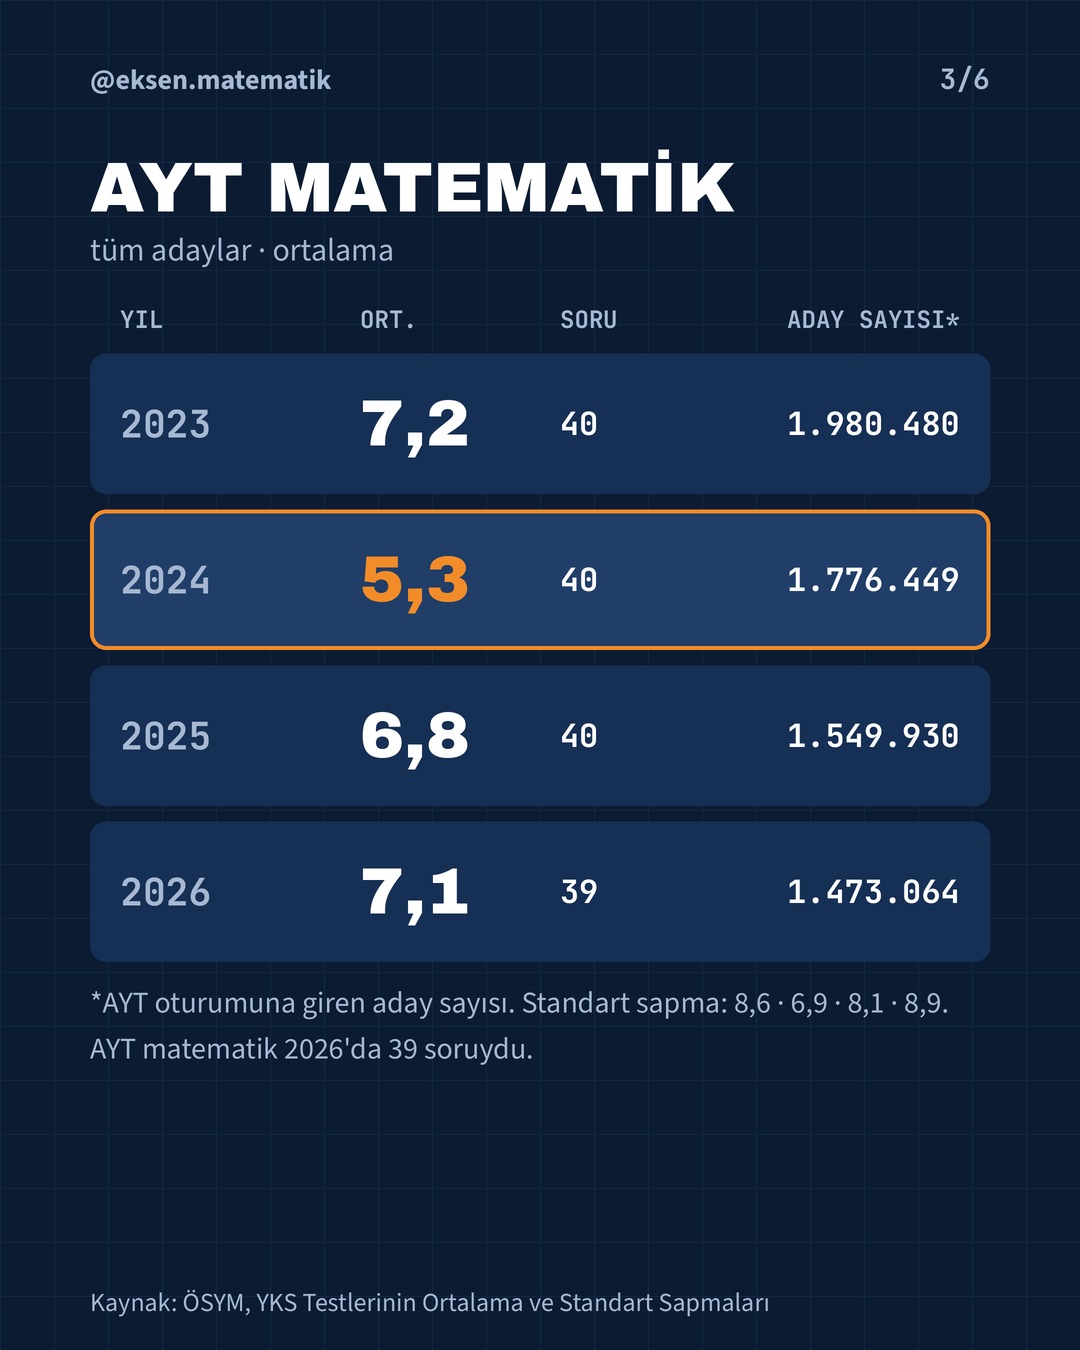 @eksen.matematik 3/6
AYT MATEMATİK
tüm adaylar · ortalama
YIL ORT. SORU ADAY SAYISI*
2023 7,2 40 1.980.480
2024 5,3 40 1.776.449
2025 6,8 40 1.549.930
2026 7,1 39 1.473.064
*AYT oturumuna giren aday sayısı. Standart sapma: 8,6 · 6,9 · 8,1 · 8,9.
AYT matematik 2026'da 39 soruydu.
Kaynak: ÖSYM, YKS Testlerinin Ortalama ve Standart Sapmaları